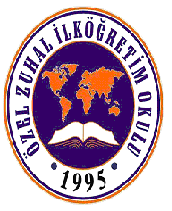 ÖZEL ZUHAL İLKÖĞRETİM OKULU
• 1995 •